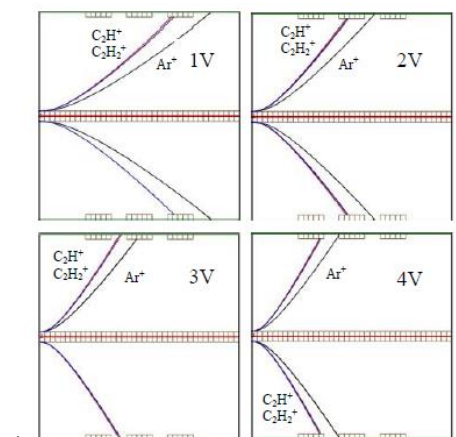 C₂H⁺
C₂H₂⁺
Ar⁺ 1V
C₂H⁺
C₂H₂⁺
Ar⁺ 2V
C₂H⁺
C₂H₂⁺
Ar⁺ 3V
Ar⁺ 4V
C₂H⁺
C₂H₂⁺